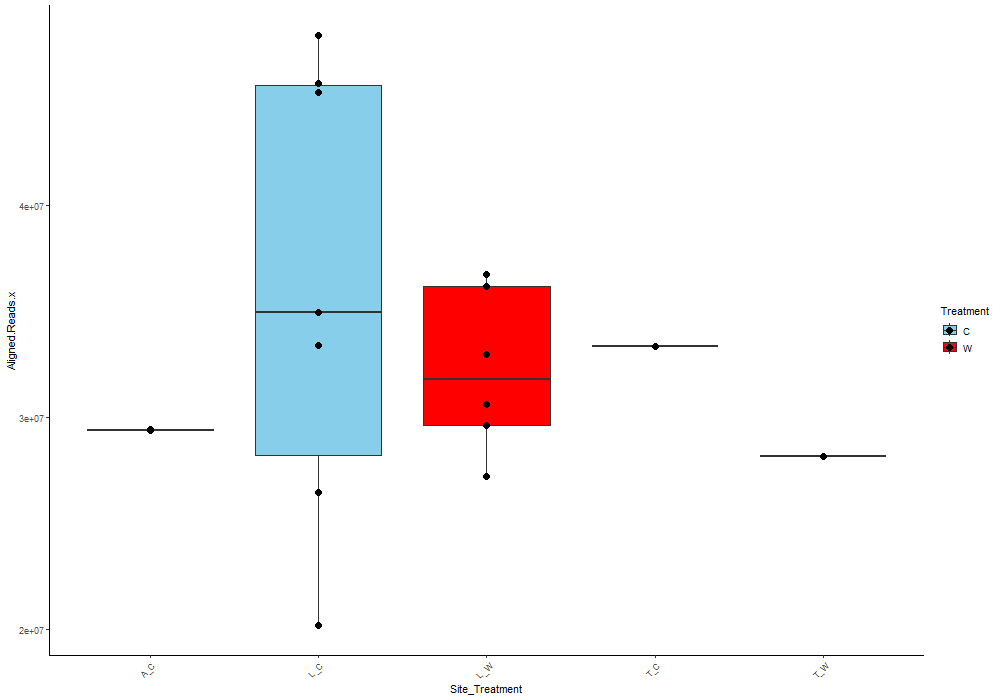 Aligned.Reads.x
4e+07
3e+07
2e+07
A_C
L_C
L_W
T_C
T_W
Site_Treatment
Treatment
C
W